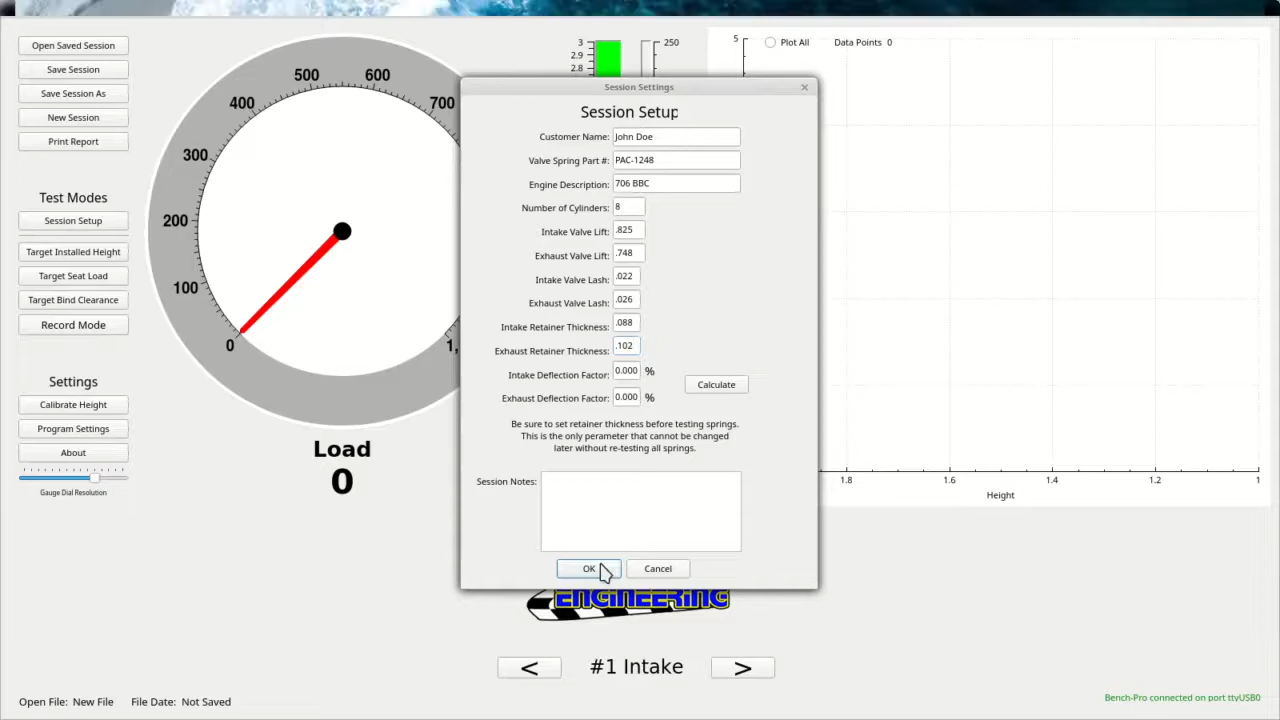 Open Saved Session
Save Session
Save Session As
New Session
Print Report
Test Modes
Session Setup
Target Installed Height
Target Seat Load
Target Bind Clearance
Record Mode
Settings
Calibrate Height
Program Settings
About
Gauge Dial Resolution
0
100
200
300
400
500
600
700
1,
Load
0
3
2.9
2.8
250
Session Settings
Session Setup
Customer Name: John Doe
Valve Spring Part #: PAC-1248
Engine Description: 706 BBC
Number of Cylinders: 8
Intake Valve Lift: .825
Exhaust Valve Lift: .748
Intake Valve Lash: .022
Exhaust Valve Lash: .026
Intake Retainer Thickness: .088
Exhaust Retainer Thickness: .102
Intake Deflection Factor: 0.000 %
Exhaust Deflection Factor: 0.000 %
Calculate
Be sure to set retainer thickness before testing springs.
This is the only perameter that cannot be changed
later without re-testing all springs.
Session Notes:
OK Cancel
5 Plot All Data Points 0
1.8 1.6 1.4 1.2 1
Height
ENGINEERING
< #1 Intake >
Open File: New File File Date: Not Saved
Bench-Pro connected on port ttyUSB0